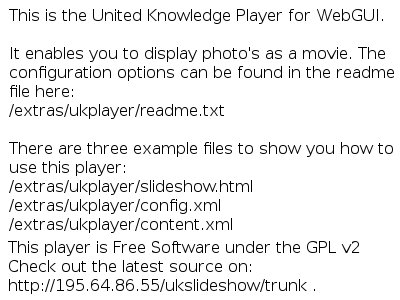 This is the United Knowledge Player for WebGUI.
It enables you to display photo's as a movie. The
configuration options can be found in the readme
file here:
/extras/ukplayer/readme.txt
There are three example files to show you how to
use this player:
/extras/ukplayer/slideshow.html
/extras/ukplayer/config.xml
/extras/ukplayer/content.xml
This player is Free Software under the GPL v2
Check out the latest source on:
http://195.64.86.55/ukslideshow/trunk .